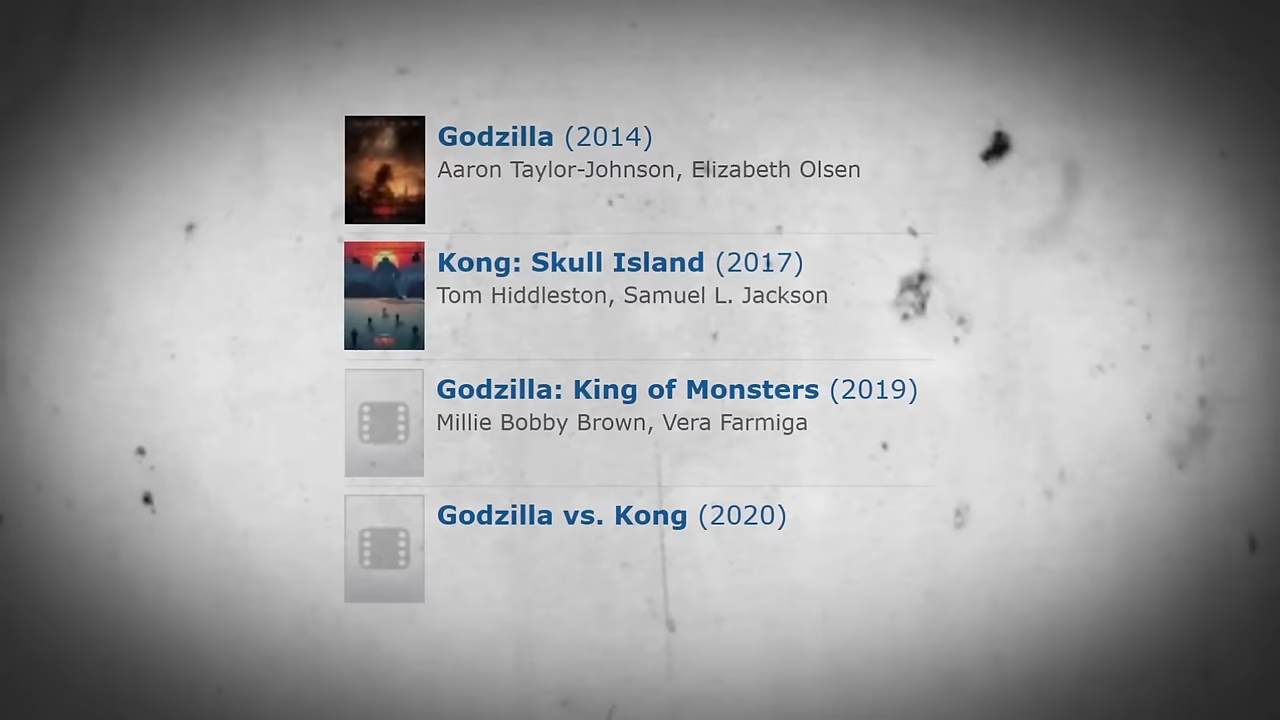 Godzilla (2014)
Aaron Taylor-Johnson, Elizabeth Olsen
Kong: Skull Island (2017)
Tom Hiddleston, Samuel L. Jackson
Godzilla: King of Monsters (2019)
Millie Bobby Brown, Vera Farmiga
Godzilla vs. Kong (2020)